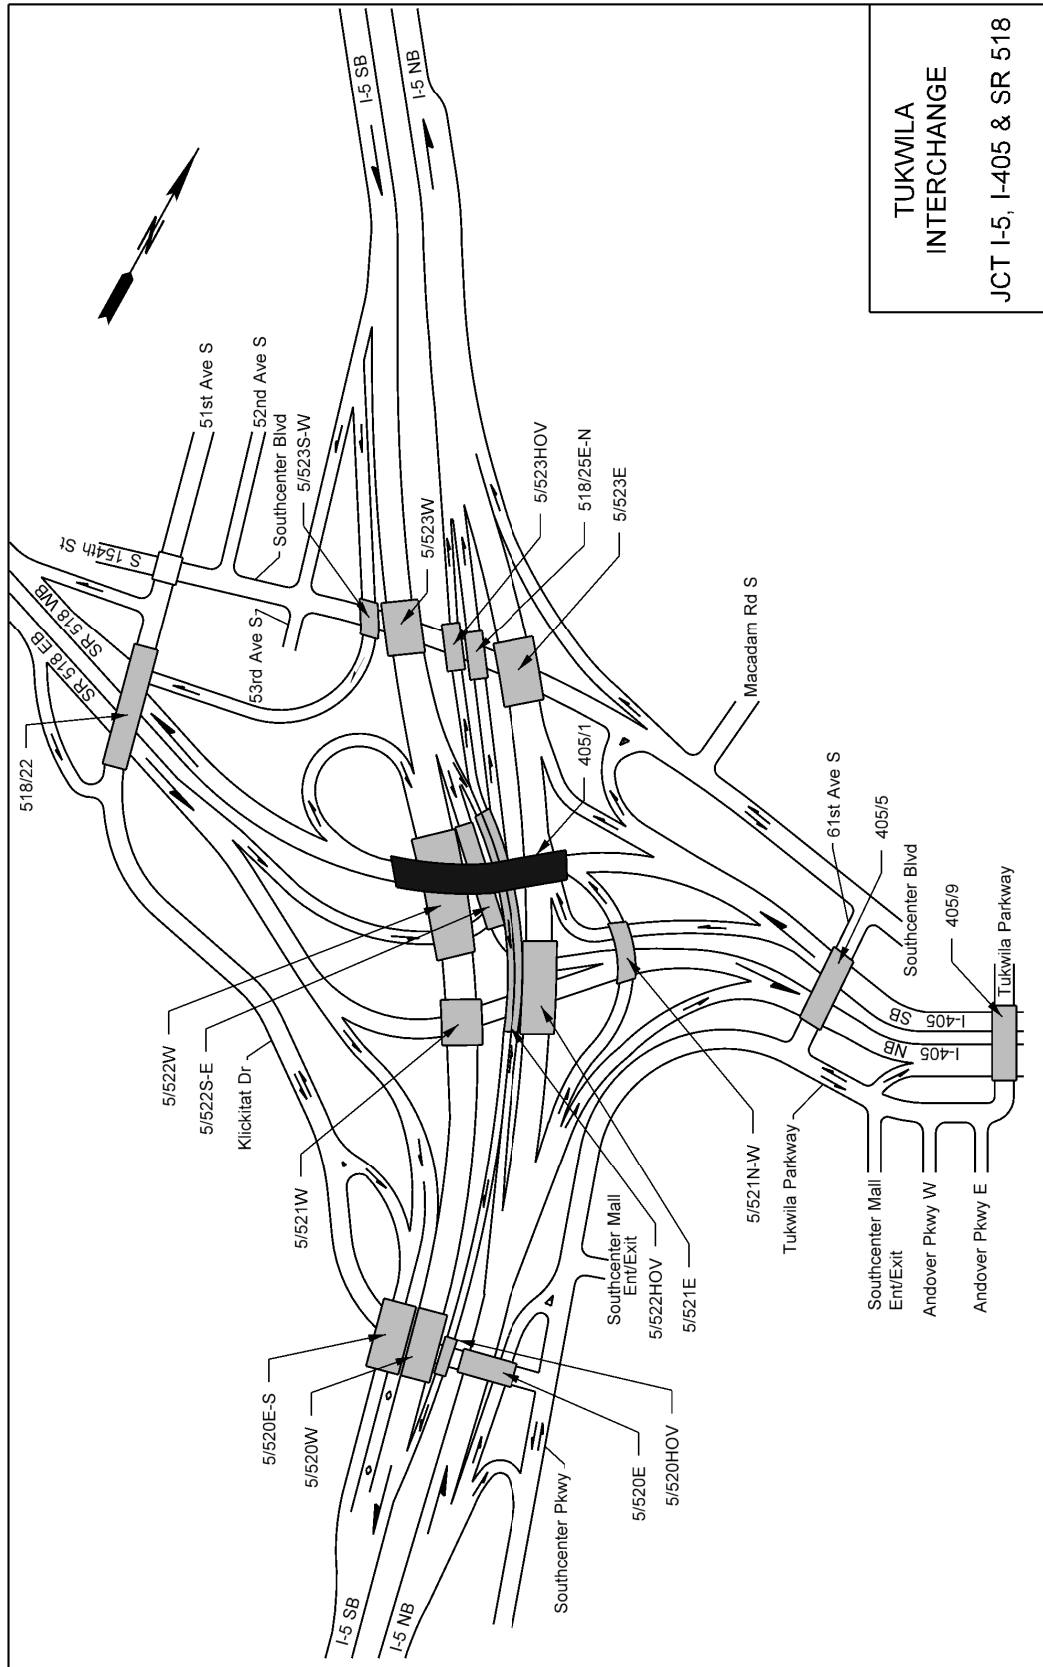 TUKWILA
INTERCHANGE
JCT I-5, I-405 & SR 518
I-5 SB
I-5 NB
N
51st Ave S
52nd Ave S
Southcenter Blvd
5/523S-W
5/523W
5/523HOV
518/25E-N
5/523E
S 154th St
SR 518 WB
SR 518 EB
53rd Ave S
518/22
Macadam Rd S
405/1
61st Ave S
405/5
Southcenter Blvd
405/9
Tukwila Parkway
5/522W
5/522S-E
Klickitat Dr
5/521W
I-405 SB
I-405 NB
5/521N-W
Tukwila Parkway
Southcenter Mall
Ent/Exit
Andover Pkwy W
Andover Pkwy E
Southcenter Mall
Ent/Exit
5/522HOV
5/521E
5/520E-S
5/520W
5/520E
5/520HOV
Southcenter Pkwy
I-5 SB
I-5 NB